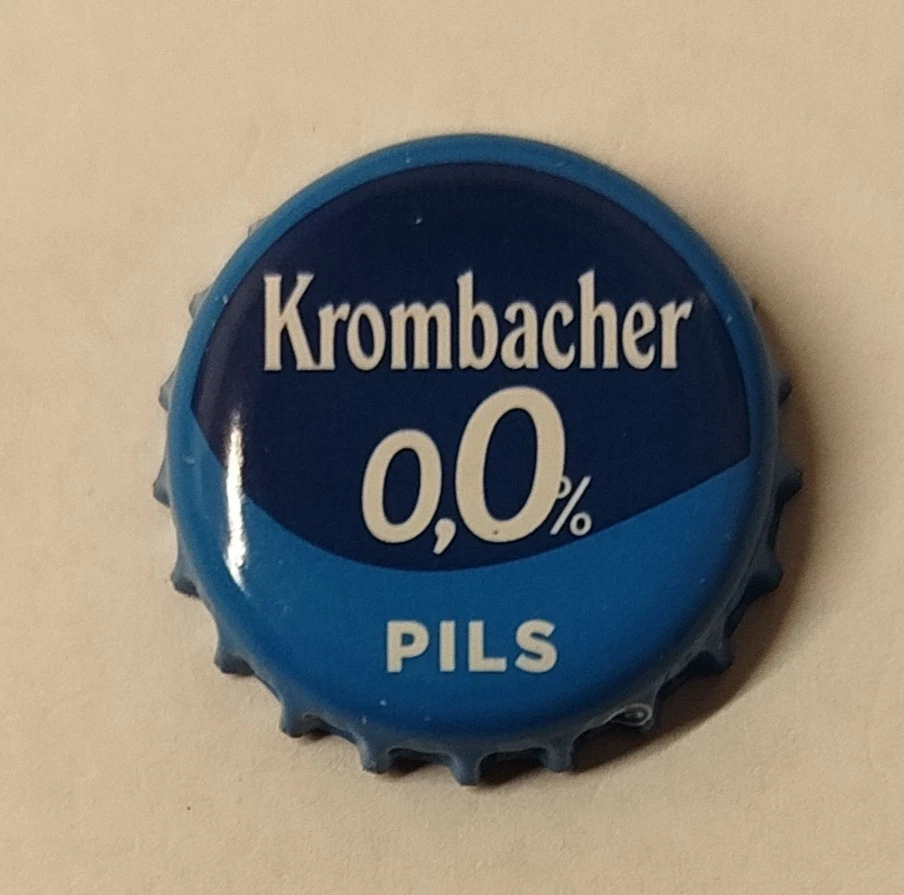 Krombacher
0,0%
PILS